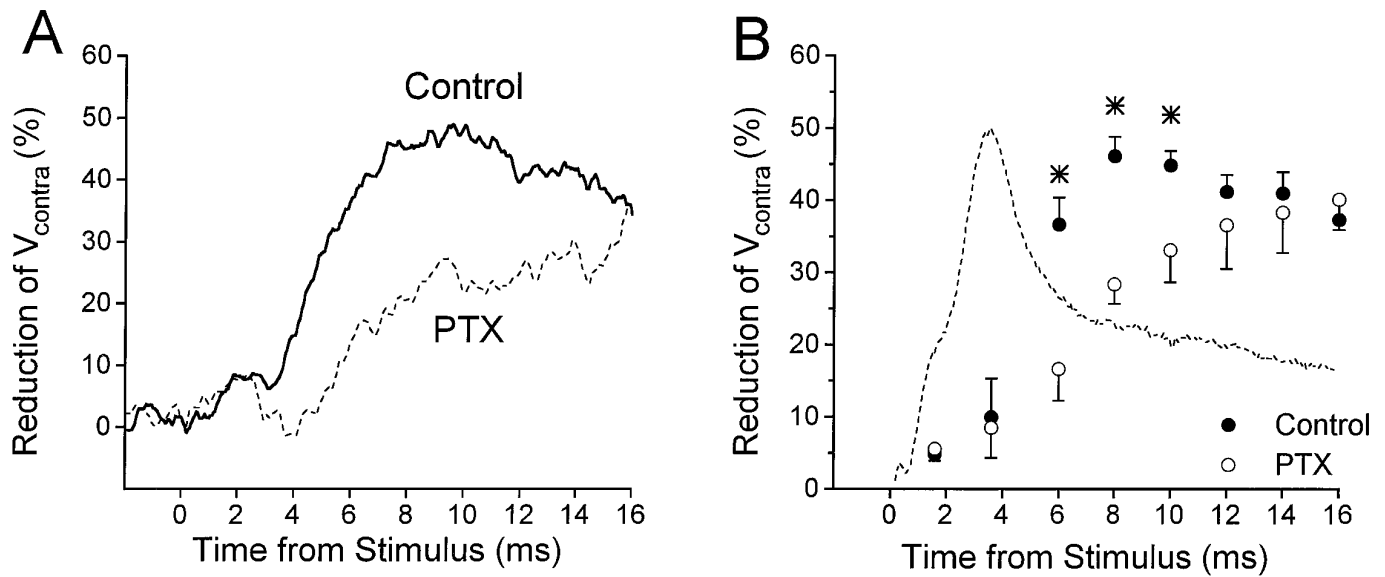 A
Reduction of Vcontra (%)
60
50
40
30
20
10
0
Control
PTX
0 2 4 6 8 10 12 14 16
Time from Stimulus (ms)
B
Reduction of Vcontra (%)
60
50
40
30
20
10
0
Control
PTX
0 2 4 6 8 10 12 14 16
Time from Stimulus (ms)